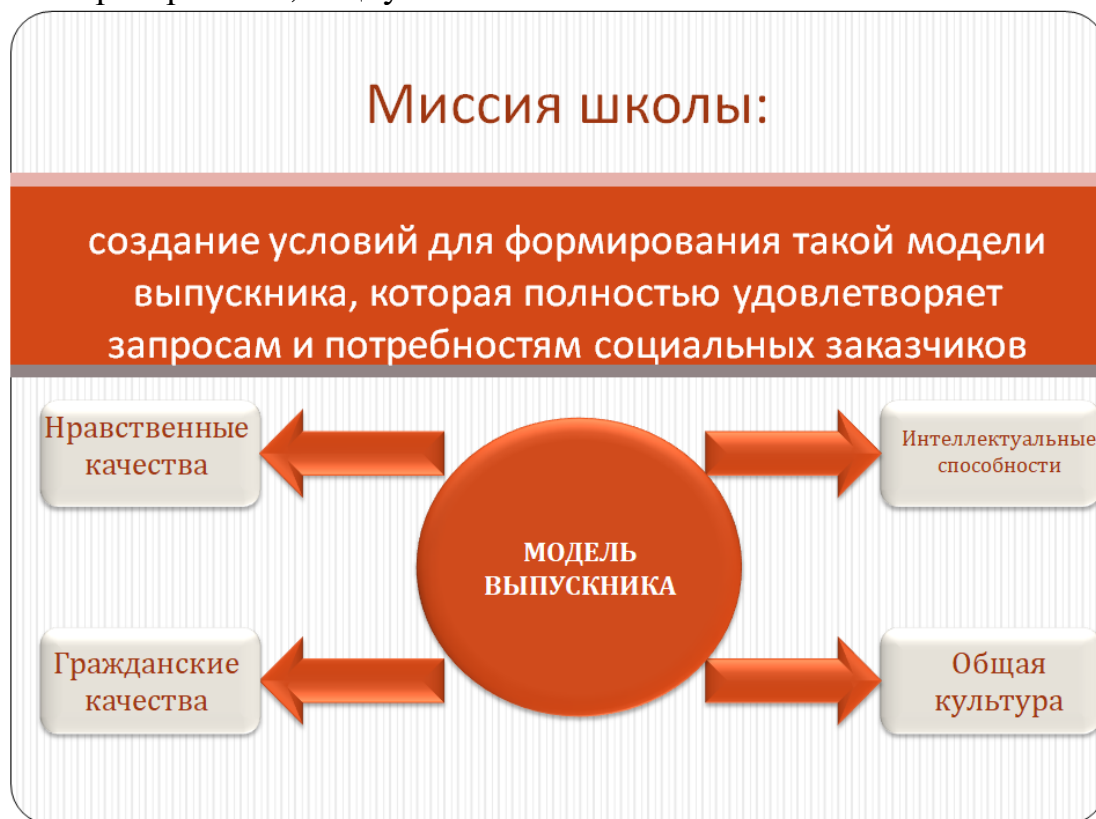 Миссия школы:
создание условий для формирования такой модели
выпускника, которая полностью удовлетворяет
запросам и потребностям социальных заказчиков
Нравственные
качества
Интеллектуальные
способности
МОДЕЛЬ
ВЫПУСКНИКА
Гражданские
качества
Общая
культура